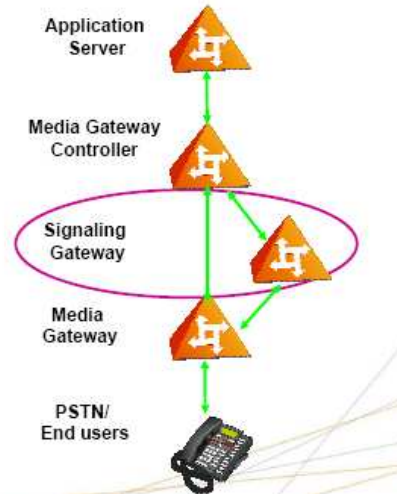 Application
Server
Media Gateway
Controller
Signaling
Gateway
Media
Gateway
PSTN/
End users